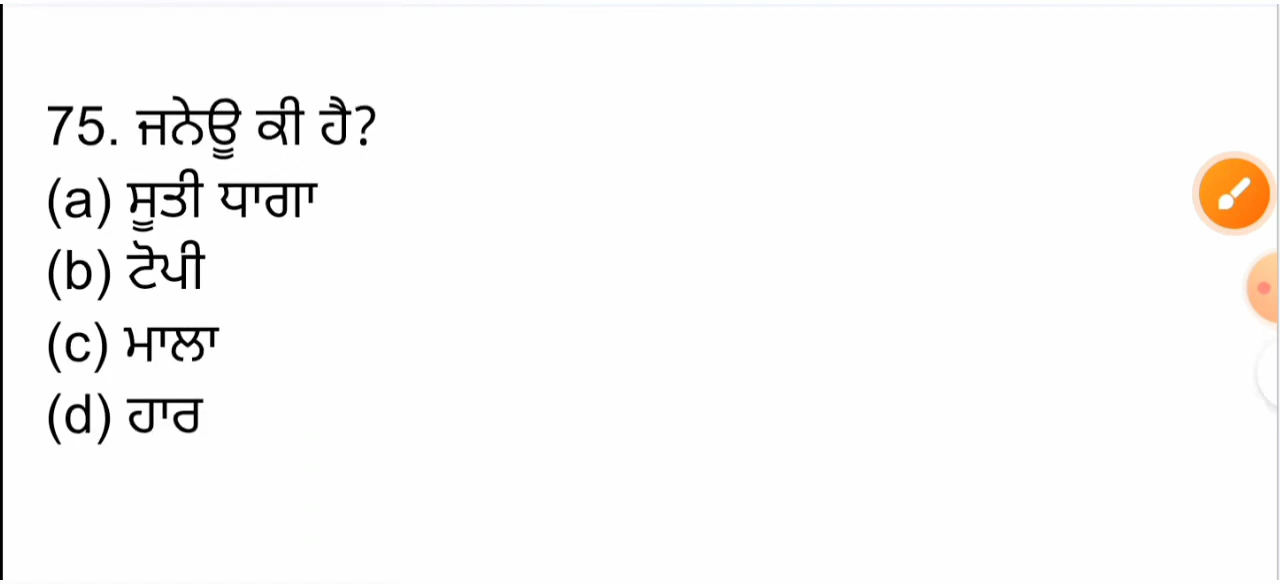 75. ਜਨੇਊ ਕੀ ਹੈ?
(a) ਸੂਤੀ ਧਾਗਾ
(b) ਟੋਪੀ
(c) ਮਾਲਾ
(d) ਹਾਰ